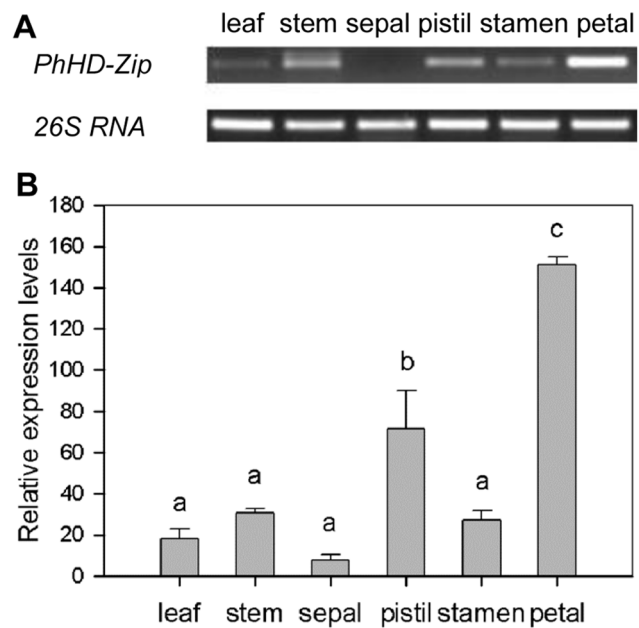 A
leaf stem sepal pistil stamen petal
PhHD-Zip
26S RNA
B
180
160
140
120
100
80
60
40
20
0
Relative expression levels
a
a
a
b
a
c
leaf stem sepal pistil stamen petal